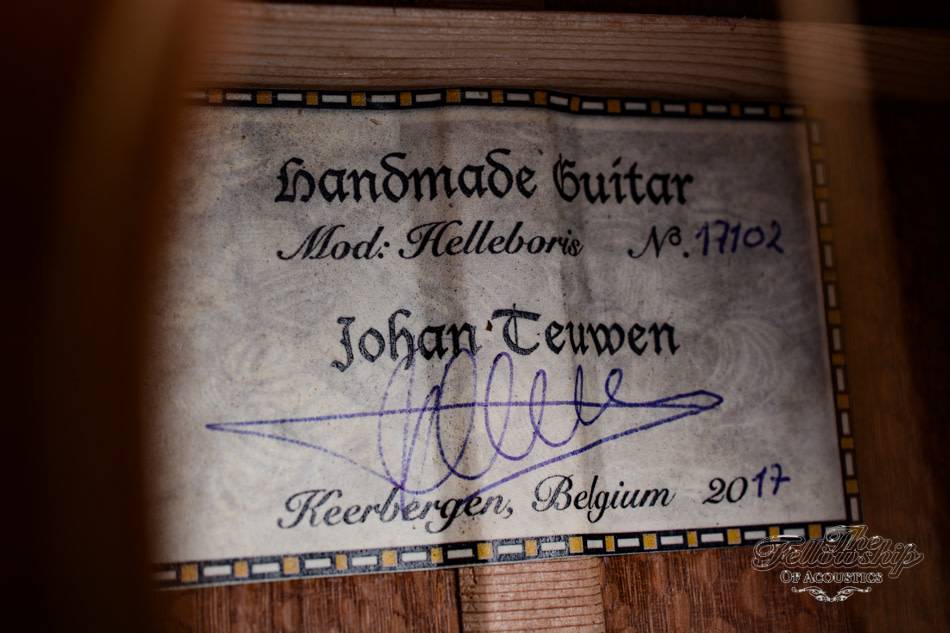 Handmade Guitar
Mod: Helleboris No. 17102
Johan Teuwen
Keerbergen, Belgium 2017
The
Fellowship
OF ACOUSTICS